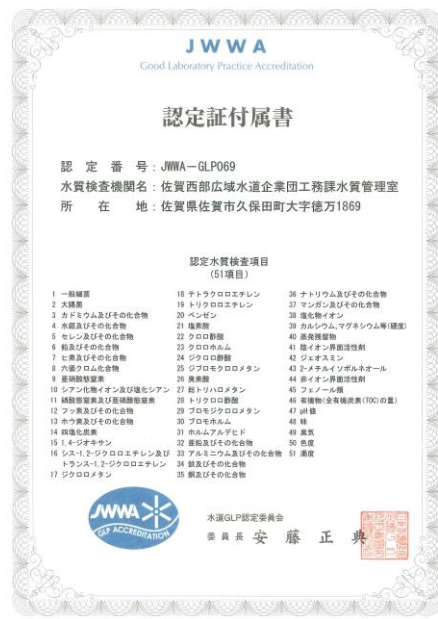 JWWA
Good Laboratory Practice Accreditation
認定証付属書
認定番号：JWWA－GLP069
水質検査機関名：佐賀西部広域水道企業団工務課水質管理室
所在地：佐賀県佐賀市久保田町大字徳万1869
認定水質検査項目
(51項目)
1 一般細菌
2 大腸菌
3 カドミウム及びその化合物
4 水銀及びその化合物
5 セレン及びその化合物
6 鉛及びその化合物
7 ヒ素及びその化合物
8 六価クロム化合物
9 亜硝酸態窒素
10 シアン化物イオン及び塩化シアン
11 硝酸態窒素及び亜硝酸態窒素
12 フッ素及びその化合物
13 ホウ素及びその化合物
14 四塩化炭素
15 1,4-ジオキサン
16 シス-1,2-ジクロロエチレン及び
トランス-1,2-ジクロロエチレン
17 ジクロロメタン
18 テトラクロロエチレン
19 トリクロロエチレン
20 ベンゼン
21 塩素酸
22 クロロ酢酸
23 クロロホルム
24 ジクロロ酢酸
25 ジブロモクロロメタン
26 臭素酸
27 総トリハロメタン
28 トリクロロ酢酸
29 ブロモジクロロメタン
30 ブロモホルム
31 ホルムアルデヒド
32 亜鉛及びその化合物
33 アルミニウム及びその化合物
34 鉄及びその化合物
35 銅及びその化合物
36 ナトリウム及びその化合物
37 マンガン及びその化合物
38 塩化物イオン
39 カルシウム，マグネシウム等(硬度)
40 蒸発残留物
41 陰イオン界面活性剤
42 ジェオスミン
43 2-メチルイソボルネオール
44 非イオン界面活性剤
45 フェノール類
46 有機物(全有機炭素(TOC)の量)
47 pH値
48 味
49 臭気
50 色度
51 濁度
JWWA
GLP ACCREDITATION
水道GLP認定委員会
委員長 安藤正典